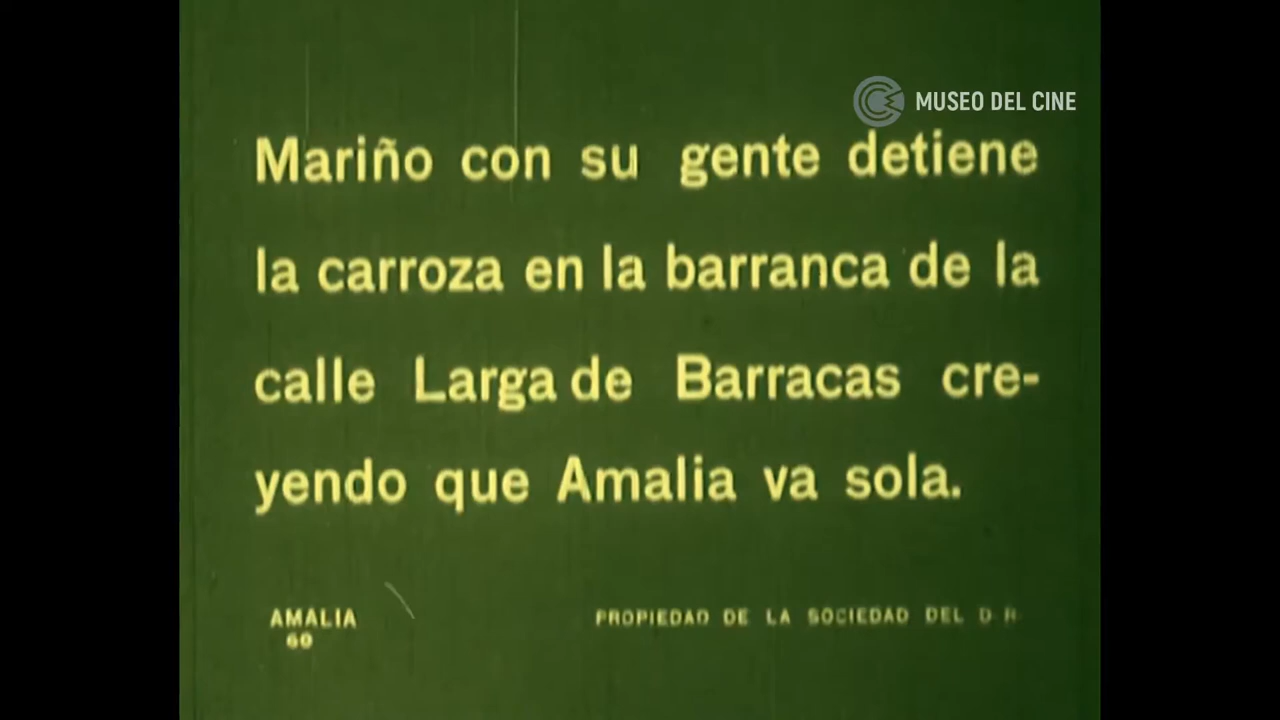 MUSEO DEL CINE
Mariño con su gente detiene
la carroza en la barranca de la
calle Larga de Barracas cre-
yendo que Amalia va sola.
AMALIA
60
PROPIEDAD DE LA SOCIEDAD DEL D. R.